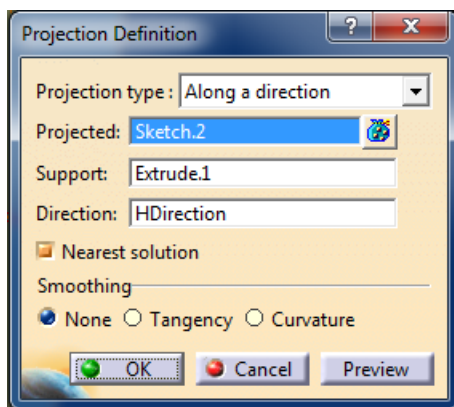 Projection Definition
?
X
Projection type : Along a direction
Projected: Sketch.2
Support: Extrude.1
Direction: HDirection
Nearest solution
Smoothing
None Tangency Curvature
OK Cancel Preview